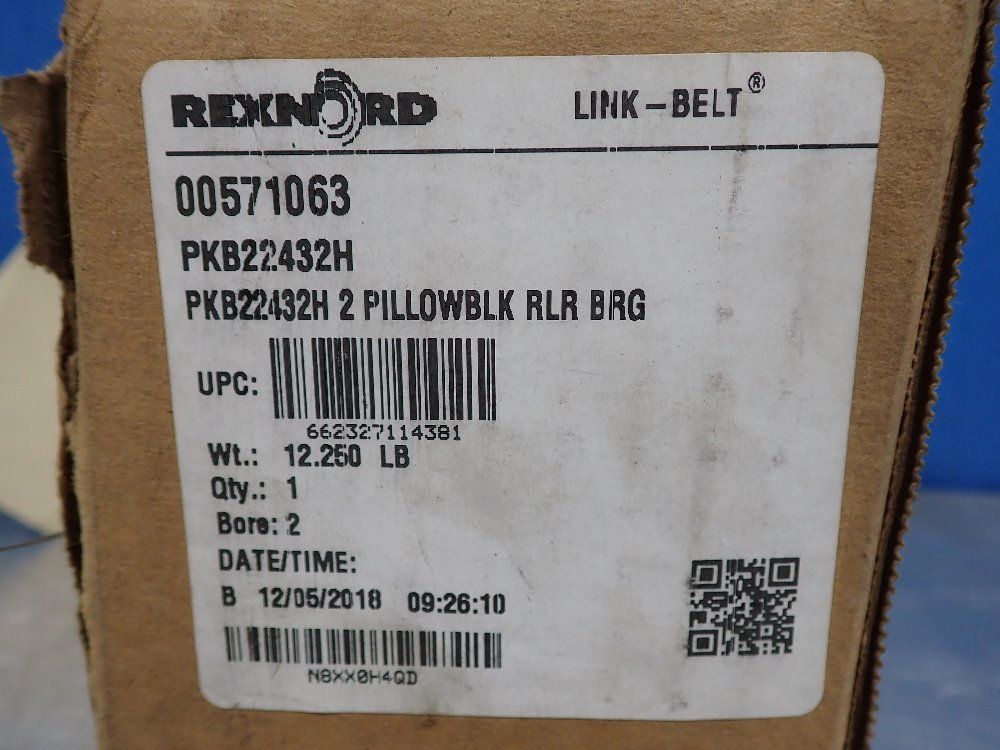 REXNORD LINK-BELT®
00571063
PKB22432H
PKB22432H 2 PILLOWBLK RLR BRG
UPC:
662327114381
Wt.: 12.250 LB
Qty.: 1
Bore: 2
DATE/TIME:
B 12/05/2018 09:26:10
N8XX0H4QD